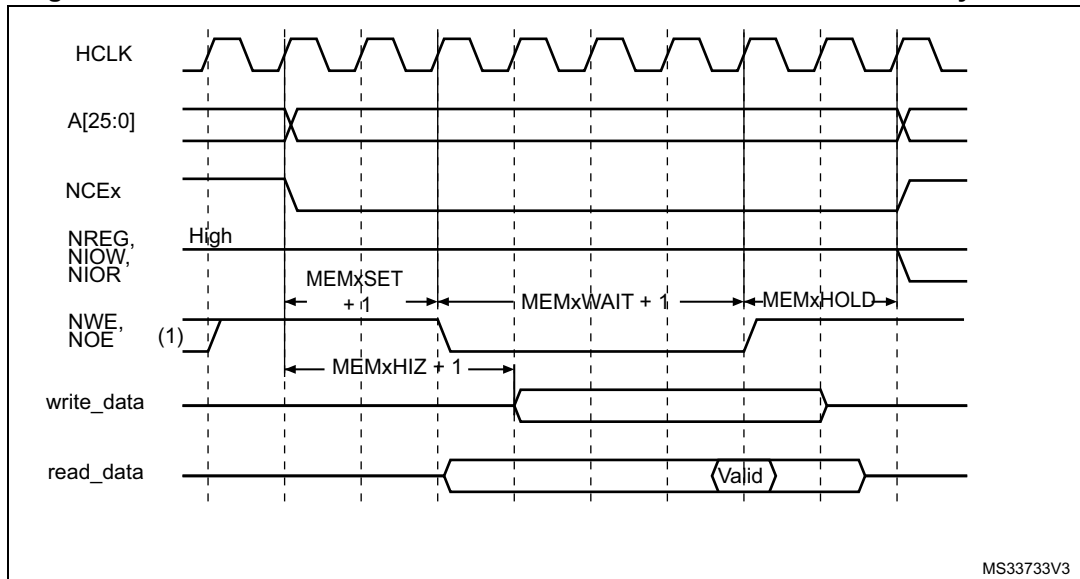 HCLK
A[25:0]
NCEx
NREG,
NIOW,
NIOR
High
MEMxSET
+ 1
MEMxWAIT + 1
MEMxHOLD
NWE,
NOE
(1)
MEMxHIZ + 1
write_data
read_data
Valid
MS33733V3